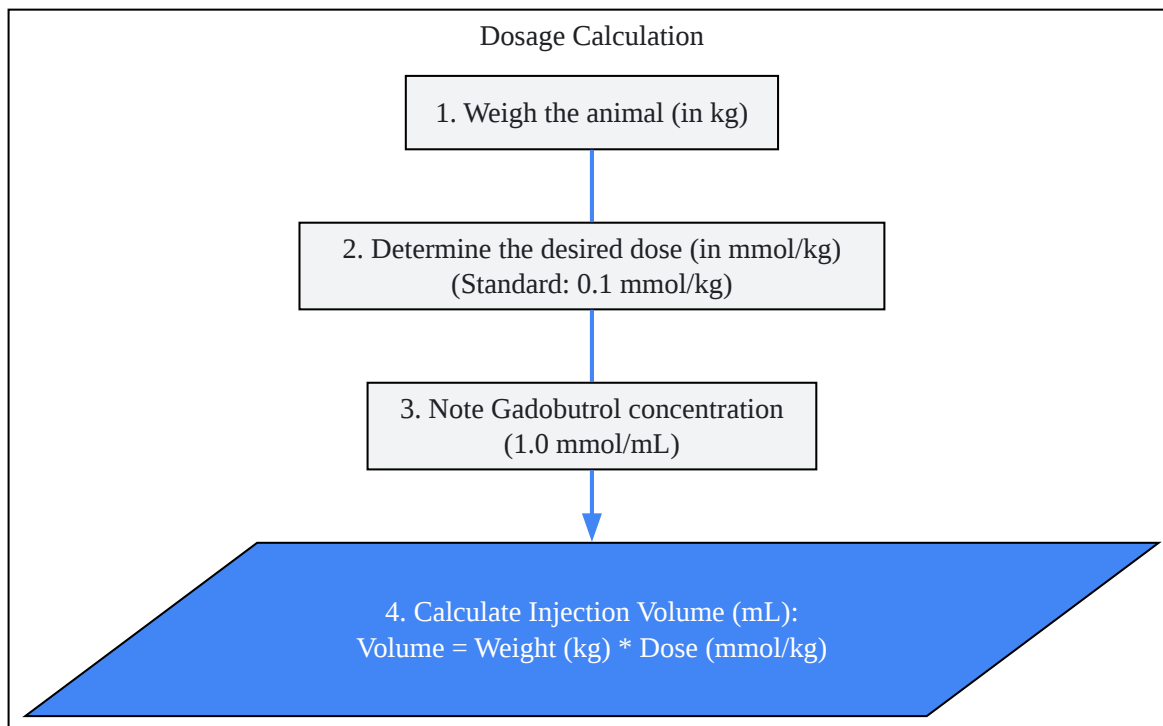 Dosage Calculation
1. Weigh the animal (in kg)
2. Determine the desired dose (in mmol/kg)
(Standard: 0.1 mmol/kg)
3. Note Gadobutrol concentration
(1.0 mmol/mL)
4. Calculate Injection Volume (mL):
Volume = Weight (kg) * Dose (mmol/kg)